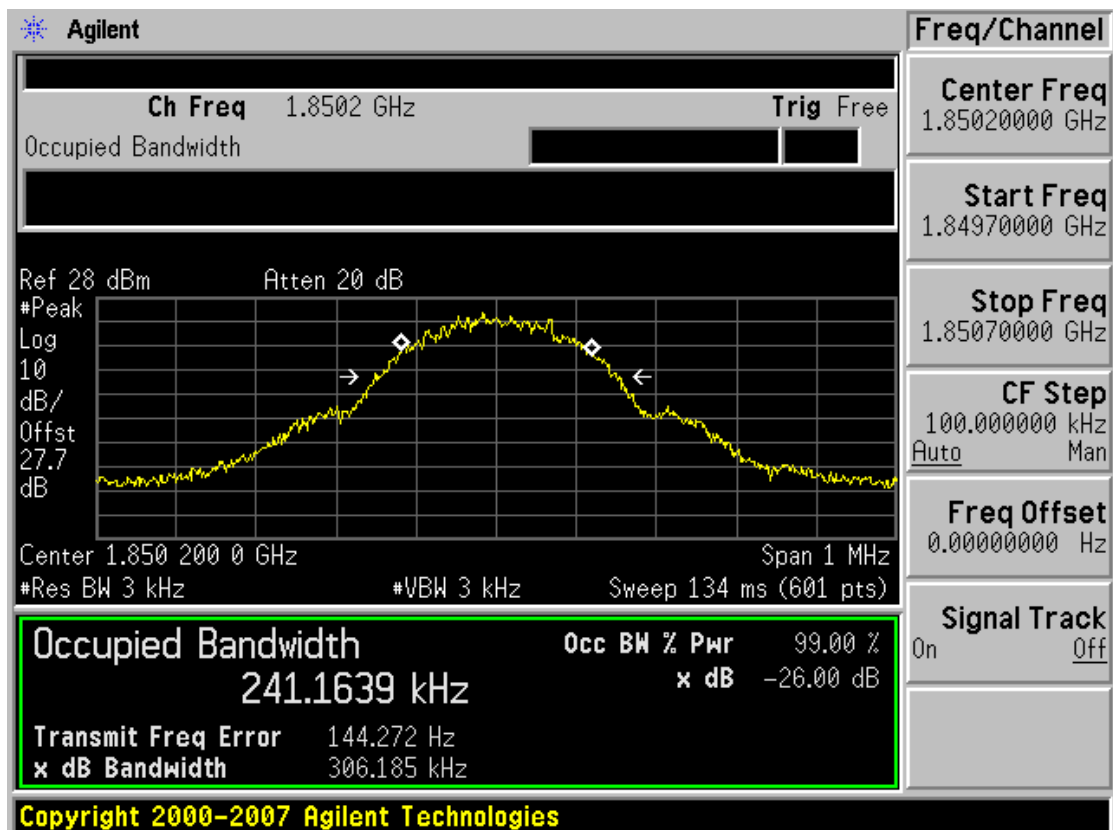 Agilent
Freq/Channel
Ch Freq 1.8502 GHz Trig Free
Occupied Bandwidth
Center Freq
1.85020000 GHz
Start Freq
1.84970000 GHz
Stop Freq
1.85070000 GHz
CF Step
100.000000 kHz
Auto Man
Freq Offset
0.00000000 Hz
Signal Track
On Off
Ref 28 dBm Atten 20 dB
#Peak
Log
10
dB/
Offst
27.7
dB
Center 1.850 200 0 GHz Span 1 MHz
#Res BW 3 kHz #VBW 3 kHz Sweep 134 ms (601 pts)
Occupied Bandwidth
241.1639 kHz
Occ BW % Pwr 99.00 %
x dB -26.00 dB
Transmit Freq Error 144.272 Hz
x dB Bandwidth 306.185 kHz
Copyright 2000-2007 Agilent Technologies